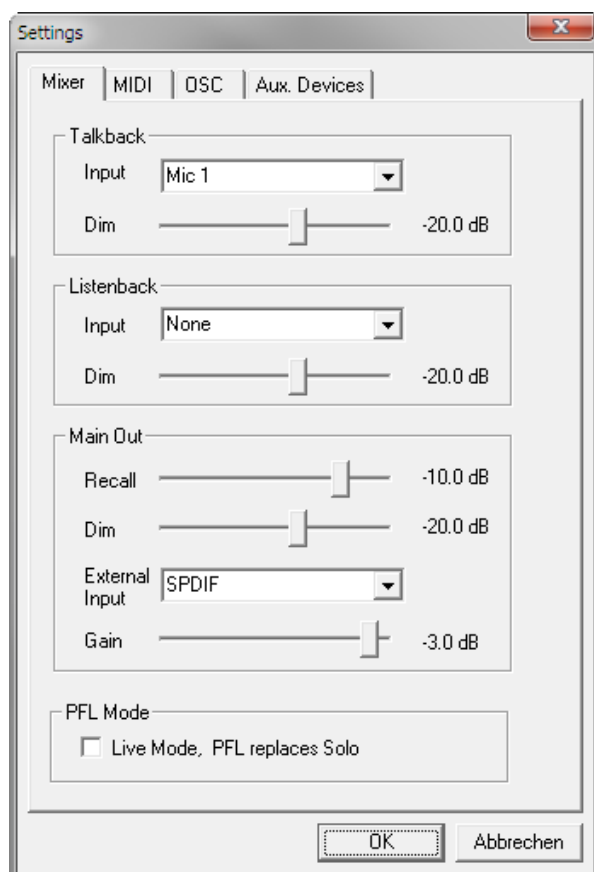 Settings
Mixer MIDI OSC Aux. Devices
Talkback
Input Mic 1
Dim -20.0 dB
Listenback
Input None
Dim -20.0 dB
Main Out
Recall -10.0 dB
Dim -20.0 dB
External Input SPDIF
Gain -3.0 dB
PFL Mode
Live Mode, PFL replaces Solo
OK Abbrechen